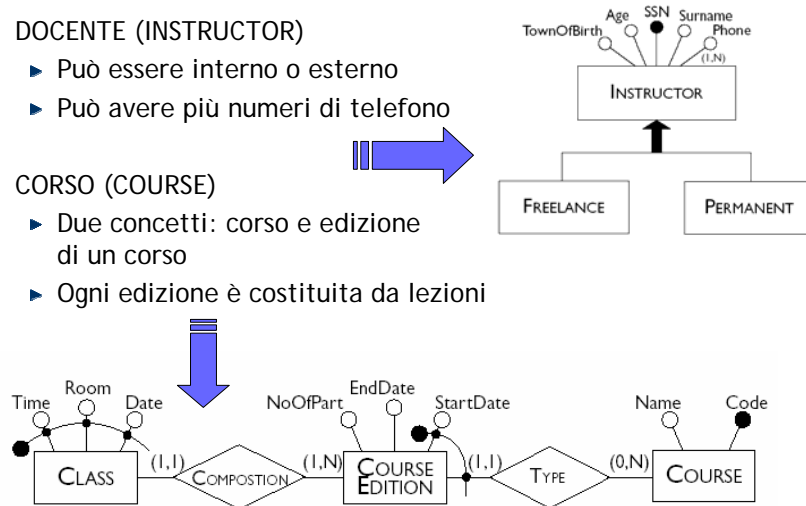 DOCENTE (INSTRUCTOR)
Può essere interno o esterno
Può avere più numeri di telefono
Age SSN Surname
TownOfBirth Phone
(1,N)
INSTRUCTOR
FREELANCE PERMANENT
CORSO (COURSE)
Due concetti: corso e edizione
di un corso
Ogni edizione è costituita da lezioni
Time Room Date
CLASS
(1,1)
COMPOSTION
(1,N)
NoOfPart EndDate StartDate
COURSE
EDITION
(1,1)
TYPE
(0,N)
Name Code
COURSE